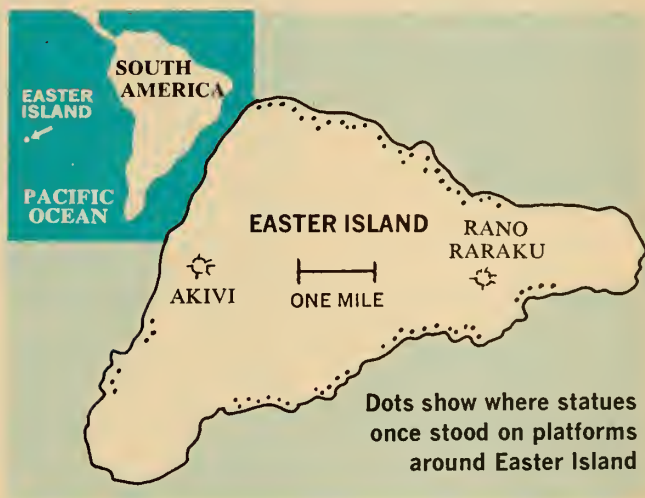 SOUTH
AMERICA
EASTER
ISLAND
PACIFIC
OCEAN
EASTER ISLAND
RANO
RARAKU
AKIVI
ONE MILE
Dots show where statues
once stood on platforms
around Easter Island